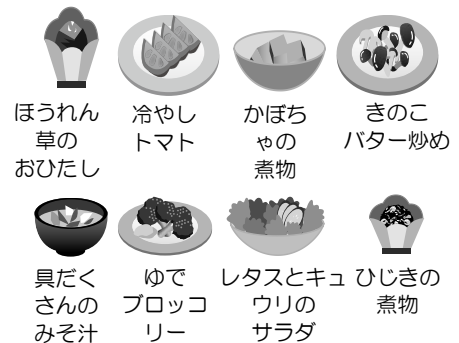 ほうれん
草の
おひたし
冷やし
トマト
かぼち
ゃの
煮物
きのこ
バター炒め
具だく
さんの
みそ汁
ゆで
ブロッコ
リー
レタスとキュ
ウリの
サラダ
ひじきの
煮物